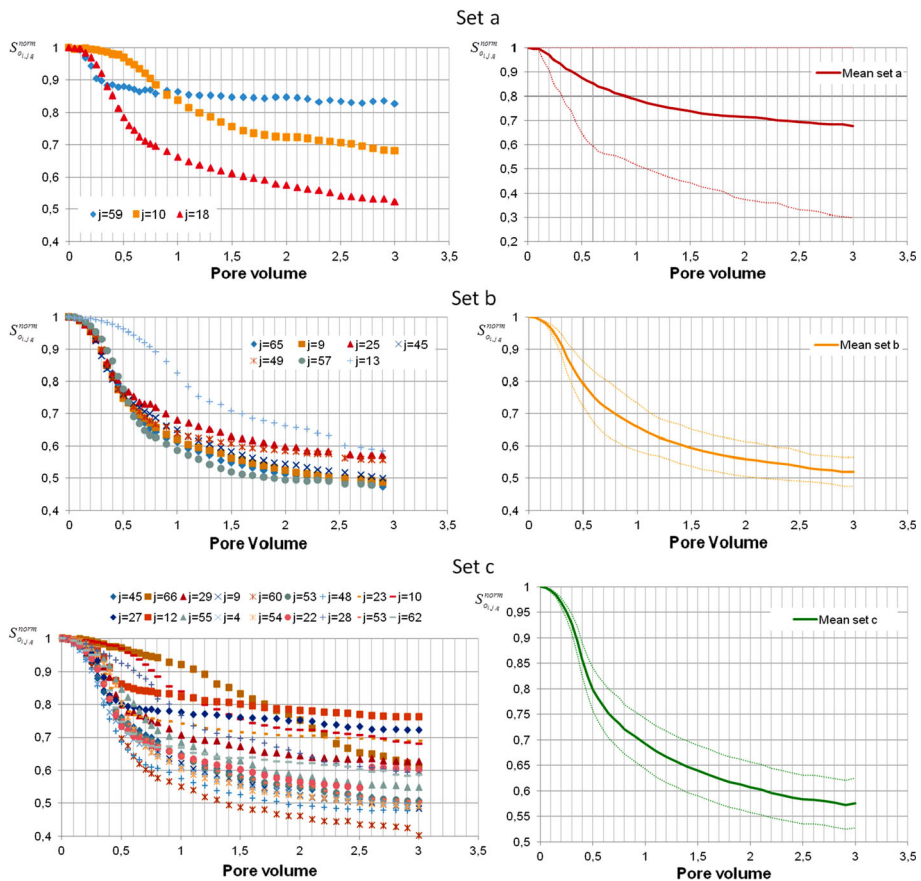 Set a
S_{oi,j,4}^{norm}
1
0,9
0,8
0,7
0,6
0,5
0,4
0 0,5 1 1,5 2 2,5 3 3,5
j=59 j=10 j=18
Pore volume
1
0,9
0,8
0,7
0,6
0,5
0,4
0,3
0,2
0 0,5 1 1,5 2 2,5 3 3,5
Mean set a
Pore volume
Set b
1
0,9
0,8
0,7
0,6
0,5
0,4
0 0,5 1 1,5 2 2,5 3 3,5
j=65 j=9 j=25 j=45
j=49 j=57 j=13
Pore Volume
1
0,9
0,8
0,7
0,6
0,5
0,4
0 0,5 1 1,5 2 2,5 3 3,5
Mean set b
Pore Volume
Set c
j=45 j=66 j=29 j=9 j=60 j=53 j=48 j=23 j=10
j=27 j=12 j=55 j=4 j=54 j=22 j=28 j=53 j=62
1
0,9
0,8
0,7
0,6
0,5
0,4
0 0,5 1 1,5 2 2,5 3 3,5
Pore volume
1
0,95
0,9
0,85
0,8
0,75
0,7
0,65
0,6
0,55
0,5
0 0,5 1 1,5 2 2,5 3 3,5
Mean set c
Pore volume